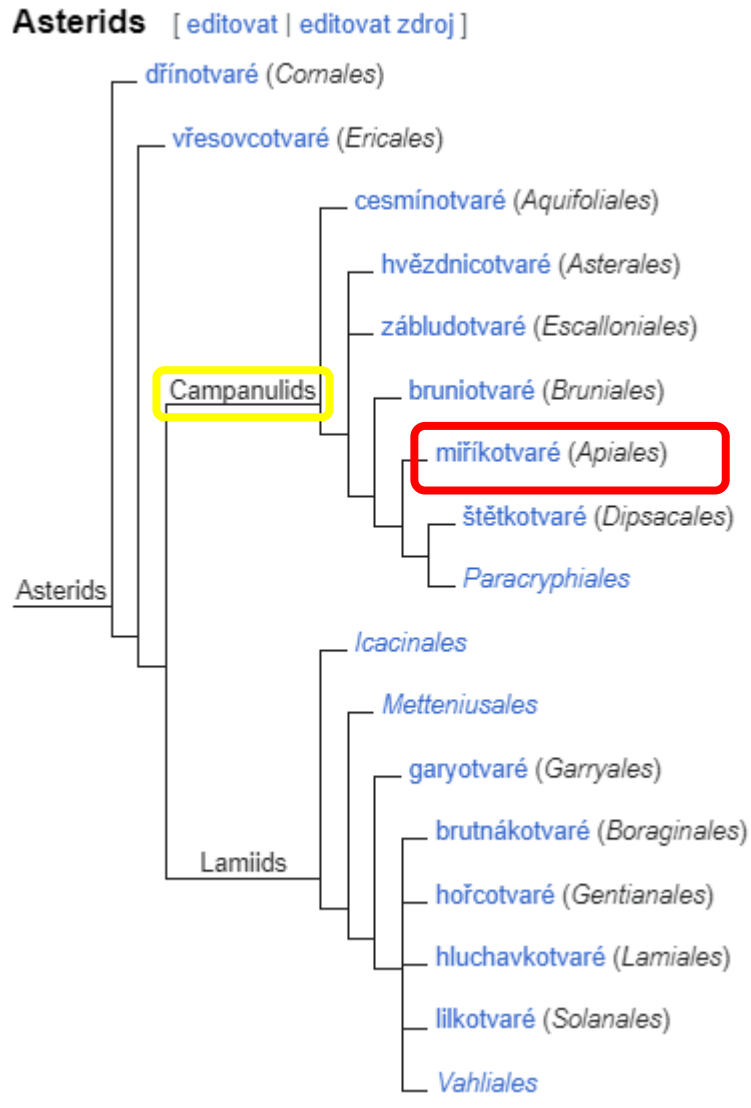 Asterids [ editovat | editovat zdroj ]
dřínotvaré (Cornales)
vřesovcotvaré (Ericales)
cesmínotvaré (Aquifoliales)
hvězdnicotvaré (Asterales)
zábludotvaré (Escalloniales)
Campanulids
bruniotvaré (Bruniales)
miříkotvaré (Apiales)
štětkotvaré (Dipsacales)
Paracryphiales
Asterids
Icacinales
Metteniusales
garyotvaré (Garryales)
brutnákotvaré (Boraginales)
Lamiids
hořcotvaré (Gentianales)
hluchavkotvaré (Lamiales)
lilkotvaré (Solanales)
Vahliales